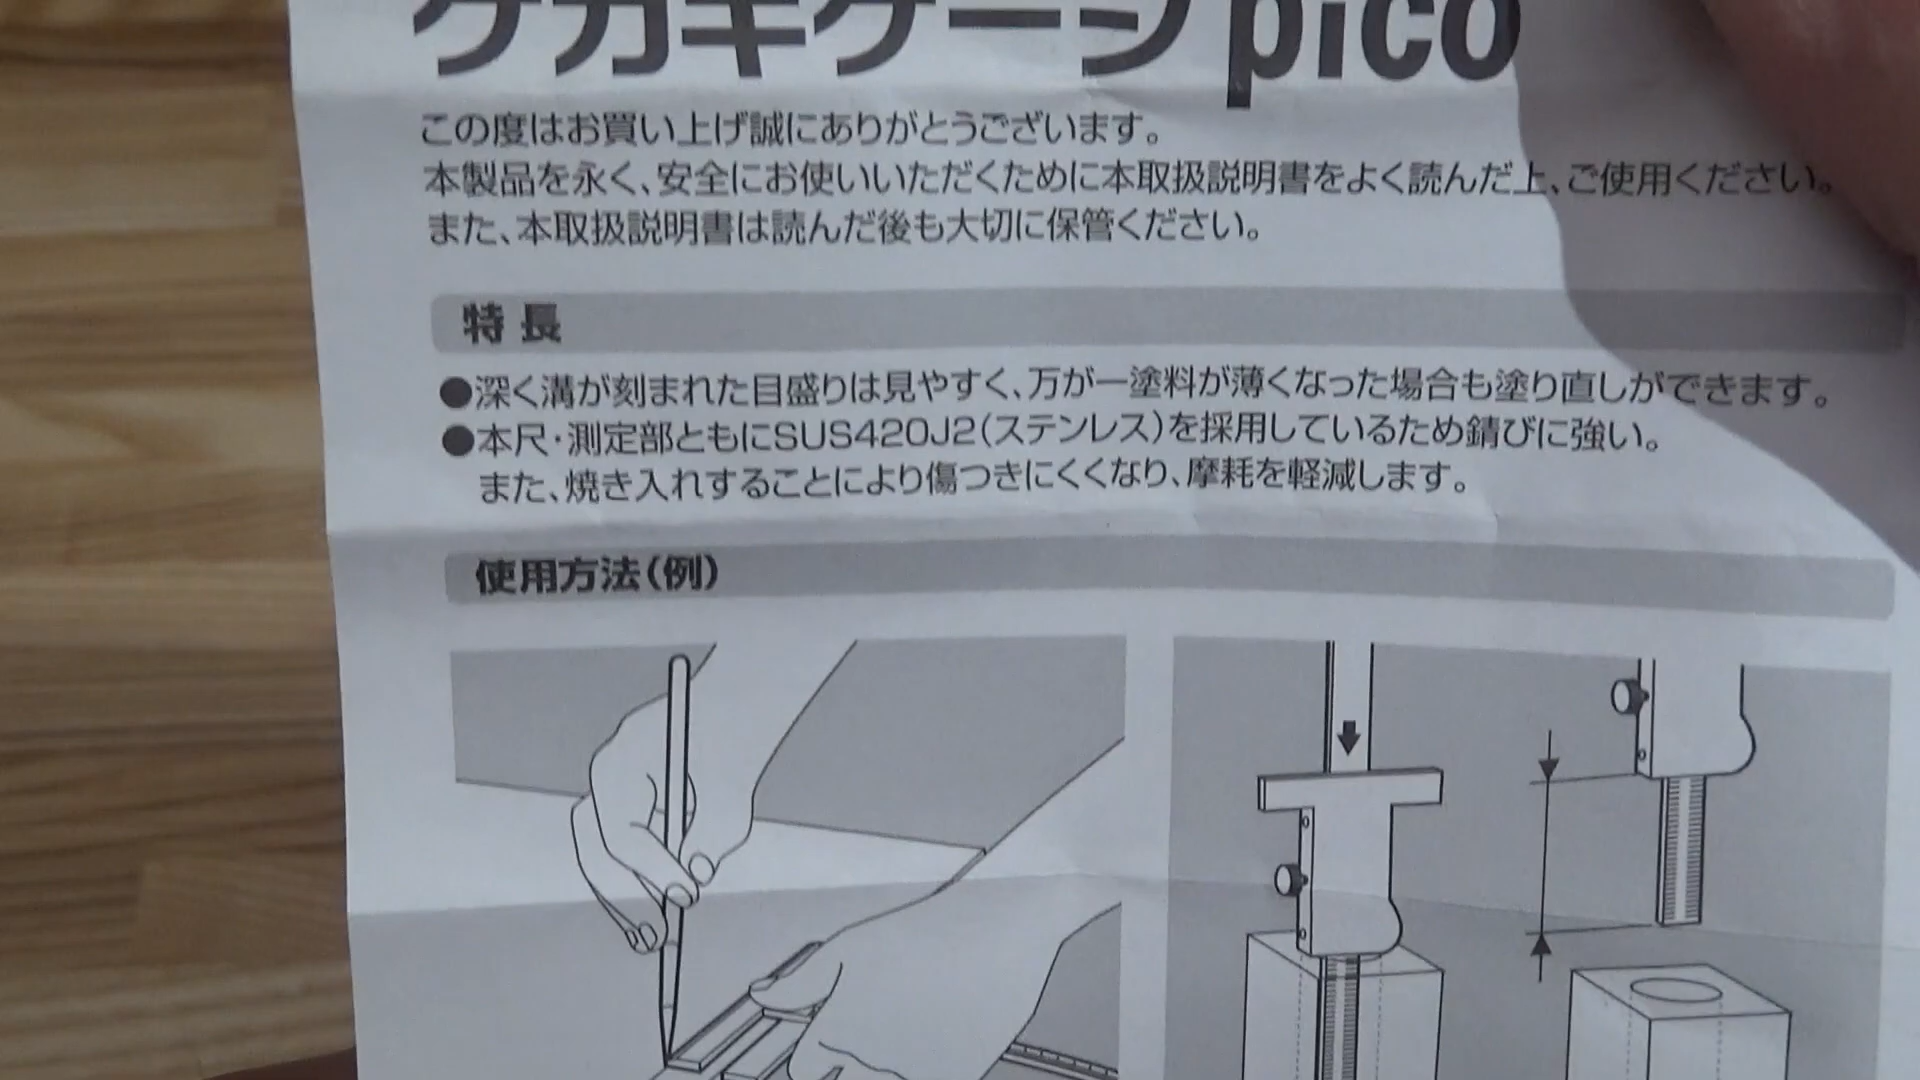 ケガキゲージpico
この度はお買い上げ誠にありがとうございます。
本製品を永く、安全にお使いいただくために本取扱説明書をよく読んだ上、ご使用ください。
また、本取扱説明書は読んだ後も大切に保管ください。
特長
●深く溝が刻まれた目盛りは見やすく、万が一塗料が薄くなった場合も塗り直しができます。
●本尺・測定部ともにSUS420J2(ステンレス)を採用しているため錆びに強い。
また、焼き入れすることにより傷つきにくくなり、摩耗を軽減します。
使用方法(例)